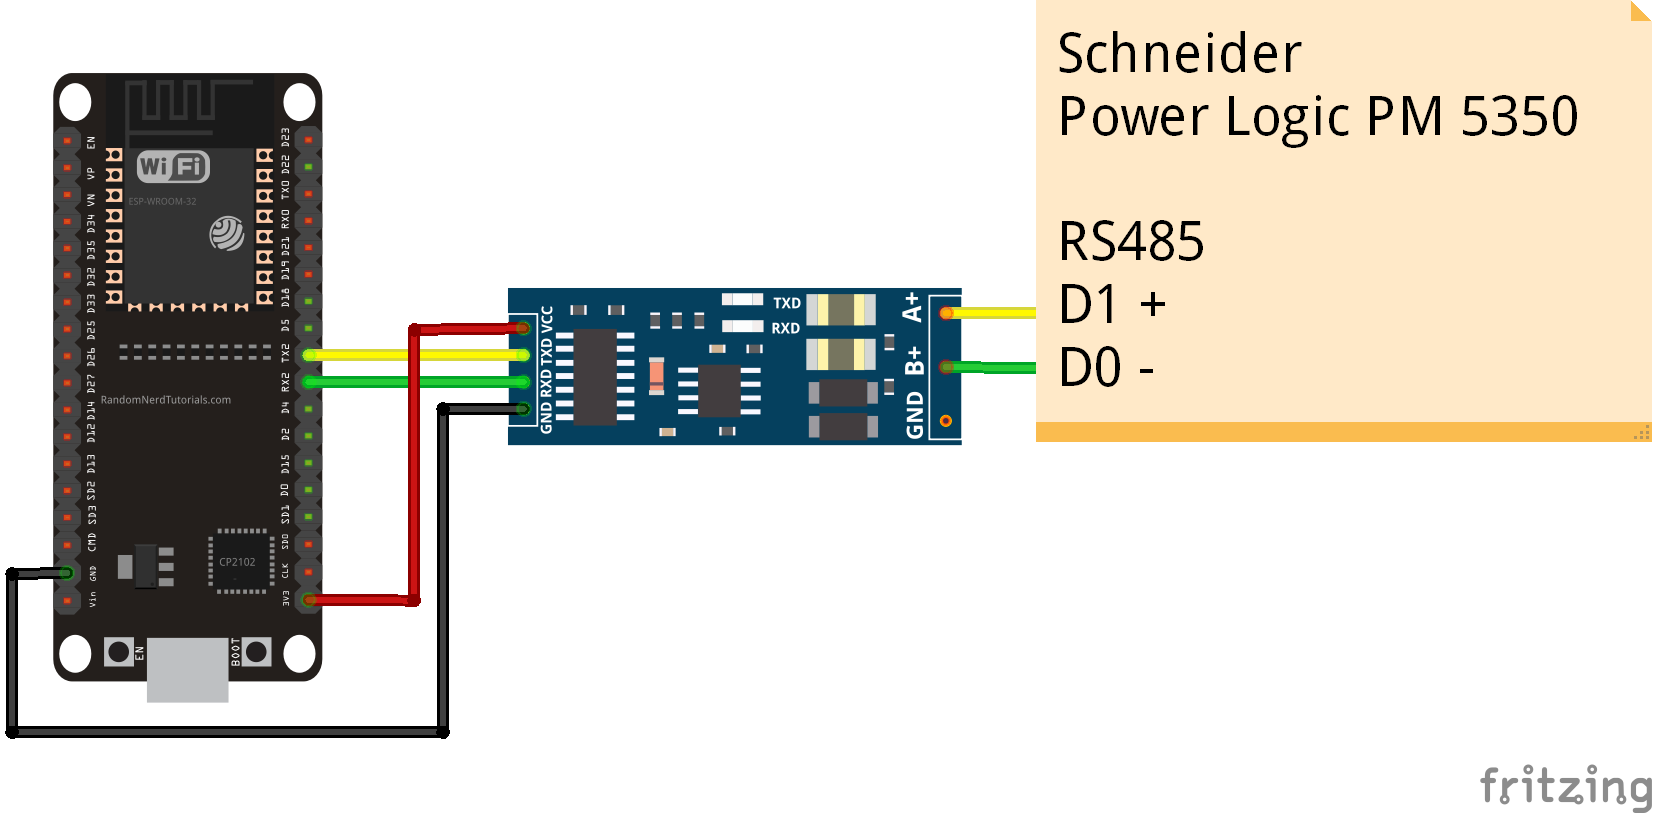 Schneider
Power Logic PM 5350
RS485
D1 +
D0 -
EN
VP
VN
D34
D35
D32
D33
D25
D26
D27
D14
D12
D13
SD2
SD3
CMD
GND
Vin
WiFi
ESP-WROOM-32
RandomNerdTutorials.com
CP2102
EN
BOOT
D23
D22
TX0
RX0
D21
D19
D18
D5
TX2
RX2
D4
D2
D15
D0
SD1
SD0
CLK
3V3
VCC
TXD
RXD
GND
TXD
RXD
A+
B+
GND
fritzing